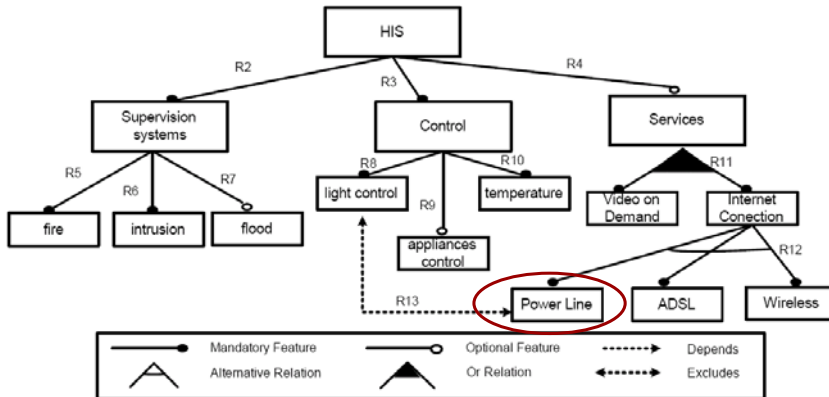 HIS
R2
R3
R4
Supervision
systems
Control
Services
R5
R6
R7
R8
R10
R11
fire
intrusion
flood
light control
R9
temperature
Video on
Demand
Internet
Conection
appliances
control
R12
R13
Power Line
ADSL
Wireless
Mandatory Feature
Optional Feature
Depends
Alternative Relation
Or Relation
Excludes